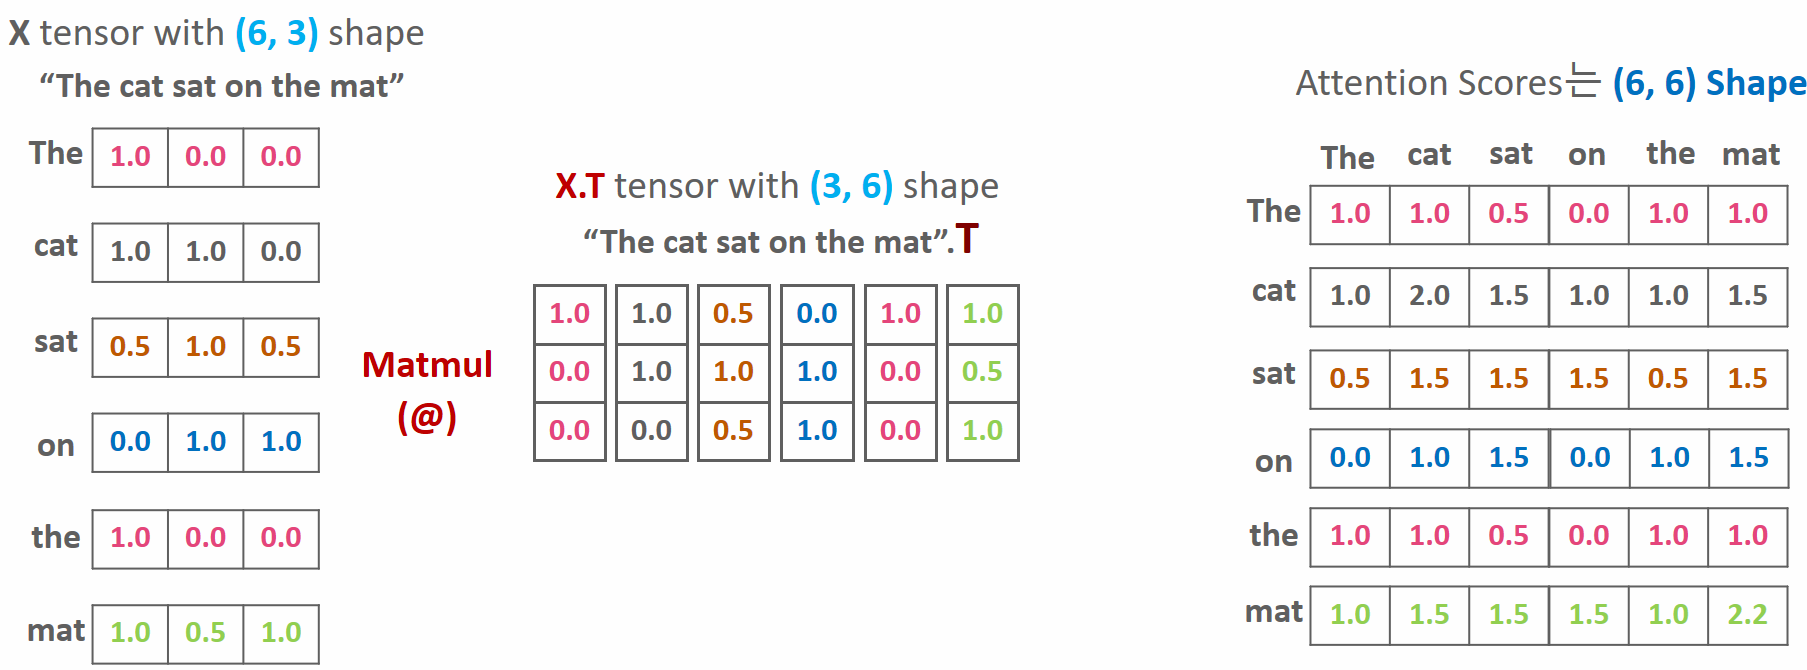 X tensor with (6, 3) shape
“The cat sat on the mat”
The 1.0 0.0 0.0
cat 1.0 1.0 0.0
sat 0.5 1.0 0.5
on 0.0 1.0 1.0
the 1.0 0.0 0.0
mat 1.0 0.5 1.0
Matmul
(@)
X.T tensor with (3, 6) shape
“The cat sat on the mat”.T
1.0 1.0 0.5 0.0 1.0 1.0
0.0 1.0 1.0 1.0 0.0 0.5
0.0 0.0 0.5 1.0 0.0 1.0
Attention Scores는 (6, 6) Shape
The cat sat on the mat
The 1.0 1.0 0.5 0.0 1.0 1.0
cat 1.0 2.0 1.5 1.0 1.0 1.5
sat 0.5 1.5 1.5 1.5 0.5 1.5
on 0.0 1.0 1.5 0.0 1.0 1.5
the 1.0 1.0 0.5 0.0 1.0 1.0
mat 1.0 1.5 1.5 1.5 1.0 2.2